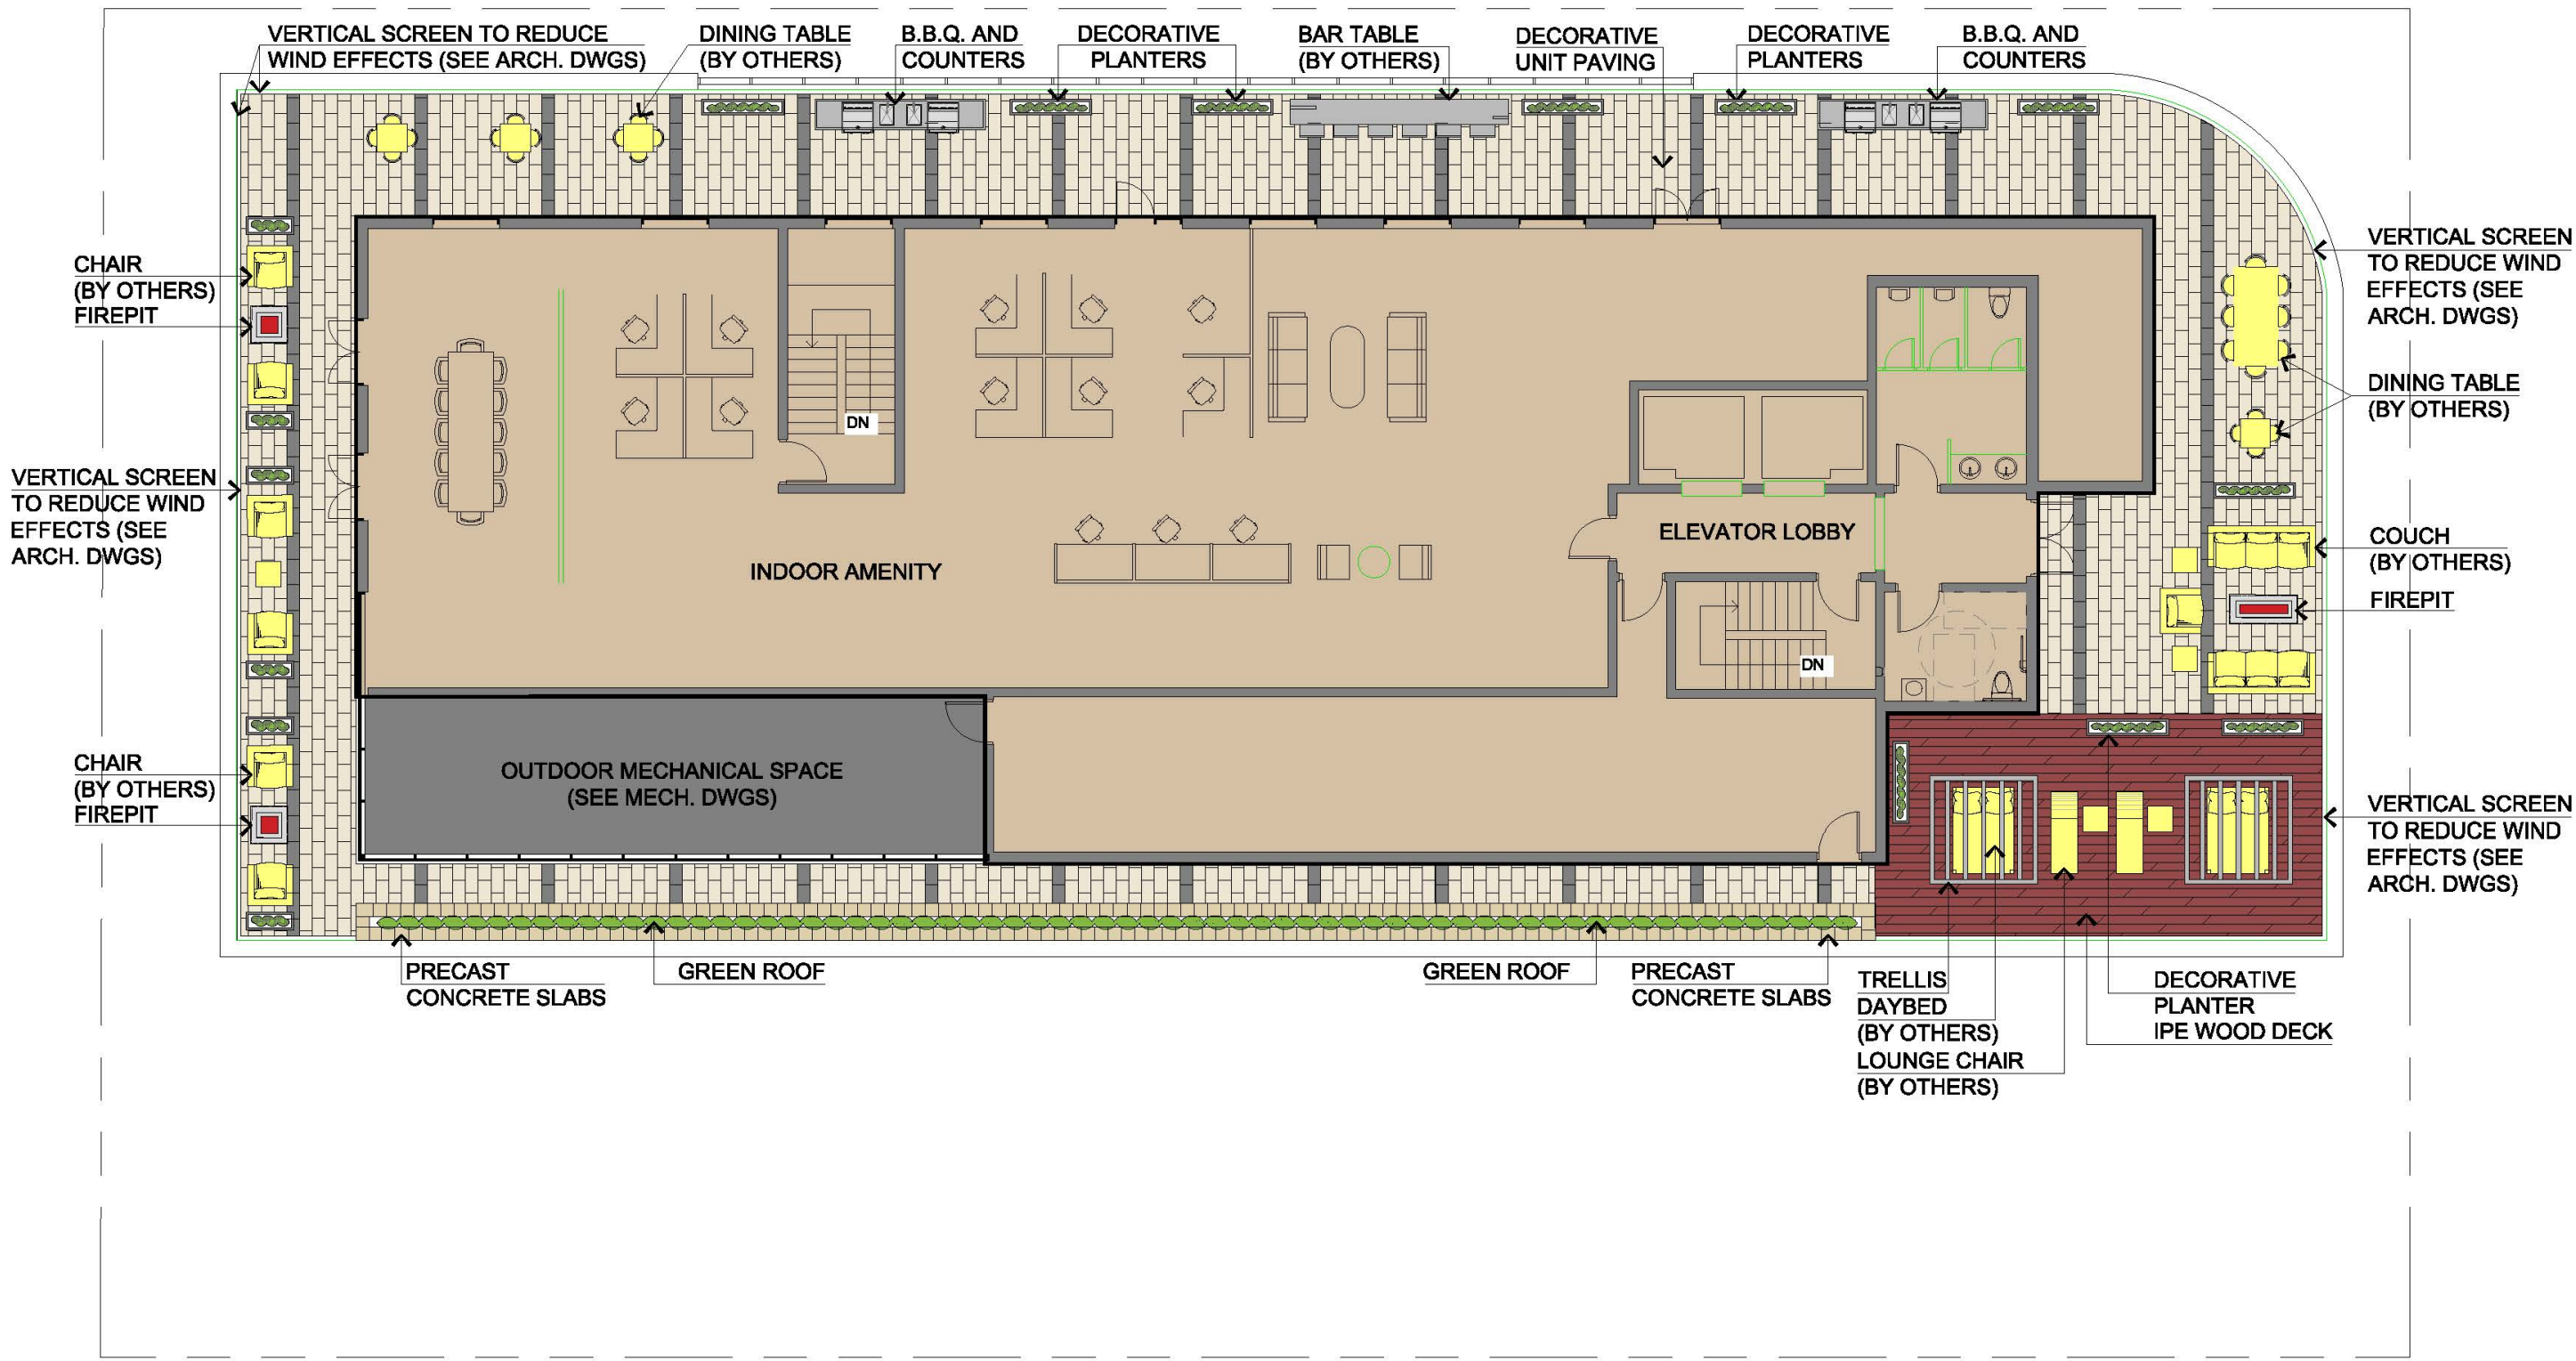 VERTICAL SCREEN TO REDUCE
WIND EFFECTS (SEE ARCH. DWGS)
DINING TABLE
(BY OTHERS)
B.B.Q. AND
COUNTERS
DECORATIVE
PLANTERS
BAR TABLE
(BY OTHERS)
DECORATIVE
UNIT PAVING
DECORATIVE
PLANTERS
B.B.Q. AND
COUNTERS
CHAIR
(BY OTHERS)
FIREPIT
VERTICAL SCREEN
TO REDUCE WIND
EFFECTS (SEE
ARCH. DWGS)
CHAIR
(BY OTHERS)
FIREPIT
DN
INDOOR AMENITY
ELEVATOR LOBBY
DN
OUTDOOR MECHANICAL SPACE
(SEE MECH. DWGS)
VERTICAL SCREEN
TO REDUCE WIND
EFFECTS (SEE
ARCH. DWGS)
DINING TABLE
(BY OTHERS)
COUCH
(BY OTHERS)
FIREPIT
VERTICAL SCREEN
TO REDUCE WIND
EFFECTS (SEE
ARCH. DWGS)
PRECAST
CONCRETE SLABS
GREEN ROOF
GREEN ROOF
PRECAST
CONCRETE SLABS
TRELLIS
DAYBED
(BY OTHERS)
LOUNGE CHAIR
(BY OTHERS)
DECORATIVE
PLANTER
IPE WOOD DECK